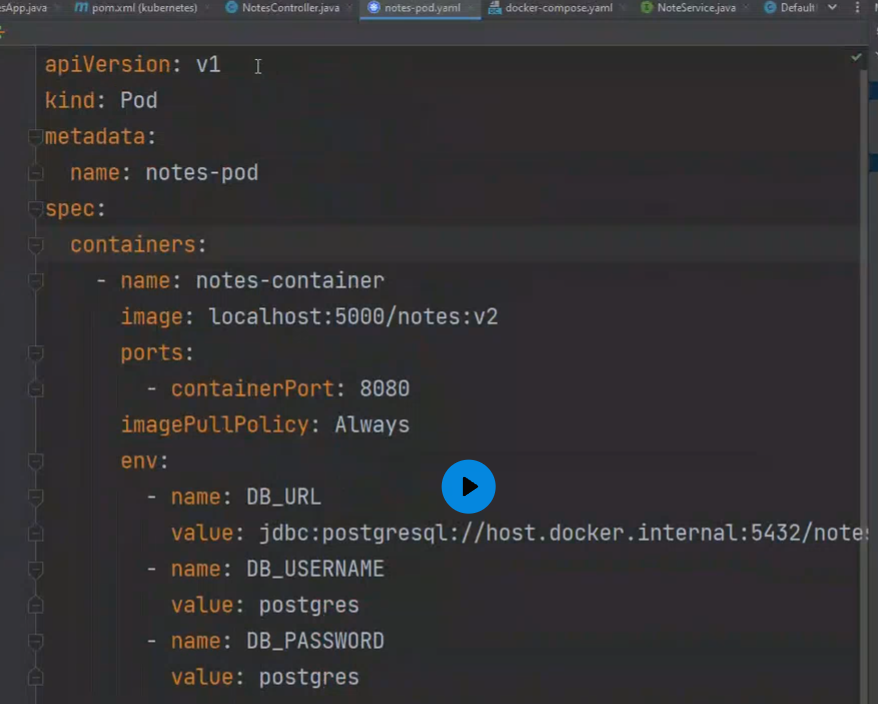 sApp.java pom.xml (kubernetes) NotesController.java notes-pod.yaml docker-compose.yaml NoteService.java Default
apiVersion: v1
kind: Pod
metadata:
name: notes-pod
spec:
containers:
- name: notes-container
image: localhost:5000/notes:v2
ports:
- containerPort: 8080
imagePullPolicy: Always
env:
- name: DB_URL
value: jdbc:postgresql://host.docker.internal:5432/notes
- name: DB_USERNAME
value: postgres
- name: DB_PASSWORD
value: postgres